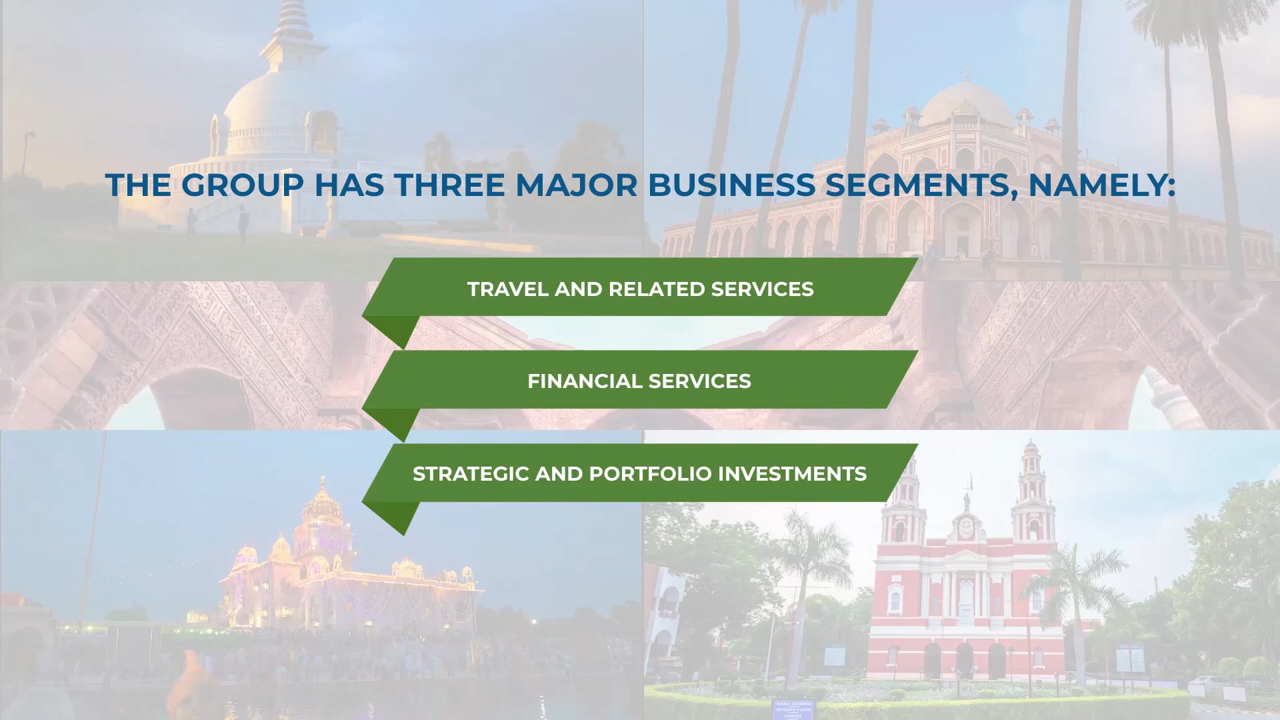 THE GROUP HAS THREE MAJOR BUSINESS SEGMENTS, NAMELY:
TRAVEL AND RELATED SERVICES
FINANCIAL SERVICES
STRATEGIC AND PORTFOLIO INVESTMENTS